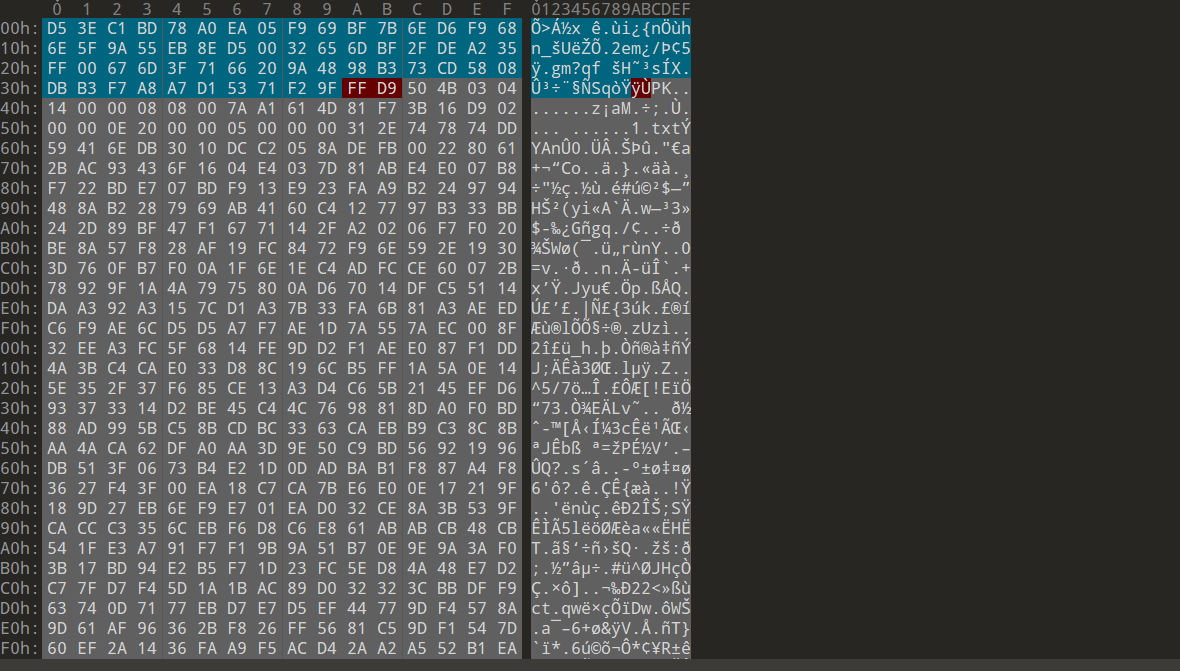 0 1 2 3 4 5 6 7 8 9 A B C D E F 0123456789ABCDEF
00h: D5 3E C1 BD 78 A0 EA 05 F9 69 BF 7B 6E D6 F9 68 Õ>Á½x ê.ùi¿{nÖùh
10h: 6E 5F 9A 55 EB 8E D5 00 32 65 6D BF 2F DE A2 35 n_šUëŽÕ.2em¿/Þ¢5
20h: FF 00 67 6D 3F 71 66 20 9A 48 98 B3 73 CD 58 08 ÿ.gm?qf šH˜³sÍX.
30h: DB B3 F7 A8 A7 D1 53 71 F2 9F FF D9 50 4B 03 04 Û³÷¨§ÑSqòŸÿÙPK..
40h: 14 00 00 08 08 00 7A A1 61 4D 81 F7 3B 16 D9 02 ......z¡aM.÷;.Ù.
50h: 00 00 0E 20 00 00 05 00 00 00 31 2E 74 78 74 DD ... ......1.txtÝ
60h: 59 41 6E DB 30 10 DC C2 05 8A DE FB 00 22 80 61 YAnÛ0.ÜÂ.ŠÞû."€a
70h: 2B AC 93 43 6F 16 04 E4 03 7D 81 AB E4 E0 07 B8 +¬“Co..ä.}.«äà.¸
80h: F7 22 BD E7 07 BD F9 13 E9 23 FA A9 B2 24 97 94 ÷"½ç.½ù.é#ú©²$—”
90h: 48 8A B2 28 79 69 AB 41 60 C4 12 77 97 B3 33 BB HŠ²(yi«A`Ä.w—³3»
A0h: 24 2D 89 BF 47 F1 67 71 14 2F A2 02 06 F7 F0 20 $-‰¿Gñgq./¢..÷ð
B0h: BE 8A 57 F8 28 AF 19 FC 84 72 F9 6E 59 2E 19 30 ¾ŠWø(¯.ü„rùnY..0
C0h: 3D 76 0F B7 F0 0A 1F 6E 1E C4 AD FC CE 60 07 2B =v.·ð..n.Ä-üÎ`.+
D0h: 78 92 9F 1A 4A 79 75 80 0A D6 70 14 DF C5 51 14 x’Ÿ.Jyu€.Öp.ßÅQ.
E0h: DA A3 92 A3 15 7C D1 A3 7B 33 FA 6B 81 A3 AE ED Ú£’£.|Ñ£{3úk.£®í
F0h: C6 F9 AE 6C D5 D5 A7 F7 AE 1D 7A 55 7A EC 00 8F Æù®lÕÕ§÷®.zUzì..
00h: 32 EE A3 FC 5F 68 14 FE 9D D2 F1 AE E0 87 F1 DD 2î£ü_h.þ.Òñ®à‡ñÝ
10h: 4A 3B C4 CA E0 33 D8 8C 19 6C B5 FF 1A 5A 0E 14 J;ÄÊà3ØŒ.lµÿ.Z..
20h: 5E 35 2F 37 F6 85 CE 13 A3 D4 C6 5B 21 45 EF D6 ^5/7ö…Î.£ÔÆ[!EïÖ
30h: 93 37 33 14 D2 BE 45 C4 4C 76 98 81 8D A0 F0 BD “73.Ò¾EÄLv˜.. ð½
40h: 88 AD 99 5B C5 8B CD BC 33 63 CA EB B9 C3 8C 8B ˆ-™[Å‹Í¼3cÊë¹ÃŒ‹
50h: AA 4A CA 62 DF A0 AA 3D 9E 50 C9 BD 56 92 19 96 ªJÊbß ª=žPÉ½V’.–
60h: DB 51 3F 06 73 B4 E2 1D 0D AD BA B1 F8 87 A4 F8 ÛQ?.s´â..-º±ø‡¤ø
70h: 36 27 F4 3F 00 EA 18 C7 CA 7B E6 E0 0E 17 21 9F 6'ô?.ê.ÇÊ{æà..!Ÿ
80h: 18 9D 27 EB 6E F9 E7 01 EA D0 32 CE 8A 3B 53 9F ..'ënùç.êÐ2ÎŠ;SŸ
90h: CA CC C3 35 6C EB F6 D8 C6 E8 61 AB AB CB 48 CB ÊÌÃ5lëöØÆèa««ËHË
A0h: 54 1F E3 A7 91 F7 F1 9B 9A 51 B7 0E 9E 9A 3A F0 T.ã§‘÷ñ›šQ·.žš:ð
B0h: 3B 17 BD 94 E2 B5 F7 1D 23 FC 5E D8 4A 48 E7 D2 ;.½”âµ÷.#ü^ØJHçÒ
C0h: C7 7F D7 F4 5D 1A 1B AC 89 D0 32 32 3C BB DF F9 Ç.×ô]..¬‰Ð22<»ßù
D0h: 63 74 0D 71 77 EB D7 E7 D5 EF 44 77 9D F4 57 8A ct.qwë×çÕïDw.ôWŠ
E0h: 9D 61 AF 96 36 2B F8 26 FF 56 81 C5 9D F1 54 7D .a¯–6+ø&ÿV.Å.ñT}
F0h: 60 EF 2A 14 36 FA A9 F5 AC D4 2A A2 A5 52 B1 EA `ï*.6ú©õ¬Ô*¢¥R±ê